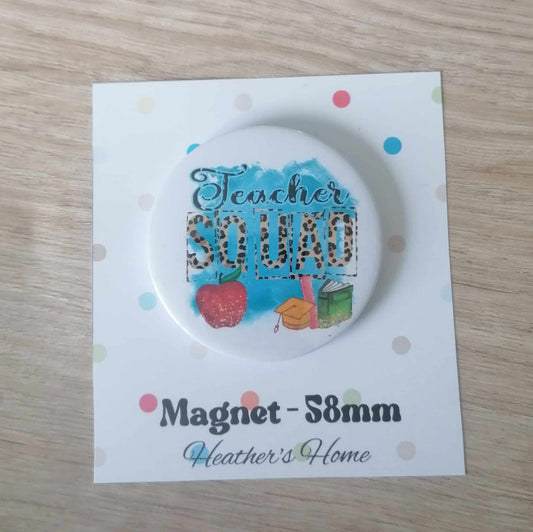 Teacher
SQUAD
Magnet - 58mm
Heather's Home